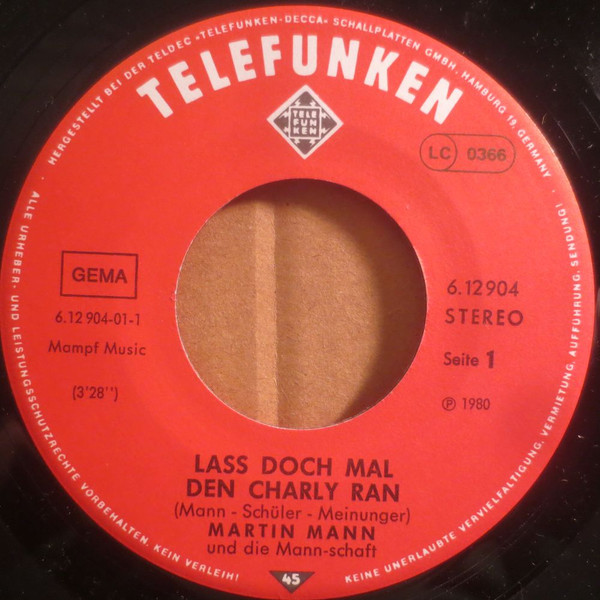 HERGESTELLT BEI DER TELDEC »TELEFUNKEN-DECCA« SCHALLPLATTEN GMBH, HAMBURG 19, GERMANY ·
TELEFUNKEN
TELE
FUN
KEN
LC 0366
GEMA
6.12 904-01-1
Mampf Music
(3'28'')
6.12904
STEREO
Seite 1
℗ 1980
LASS DOCH MAL
DEN CHARLY RAN
(Mann - Schüler - Meinunger)
MARTIN MANN
und die Mann-schaft
45
ALLE URHEBER- UND LEISTUNGSSCHUTZRECHTE VORBEHALTEN. KEIN VERLEIH!
KEINE UNERLAUBTE VERVIELFÄLTIGUNG, VERMIETUNG, AUFFÜHRUNG, SENDUNG!